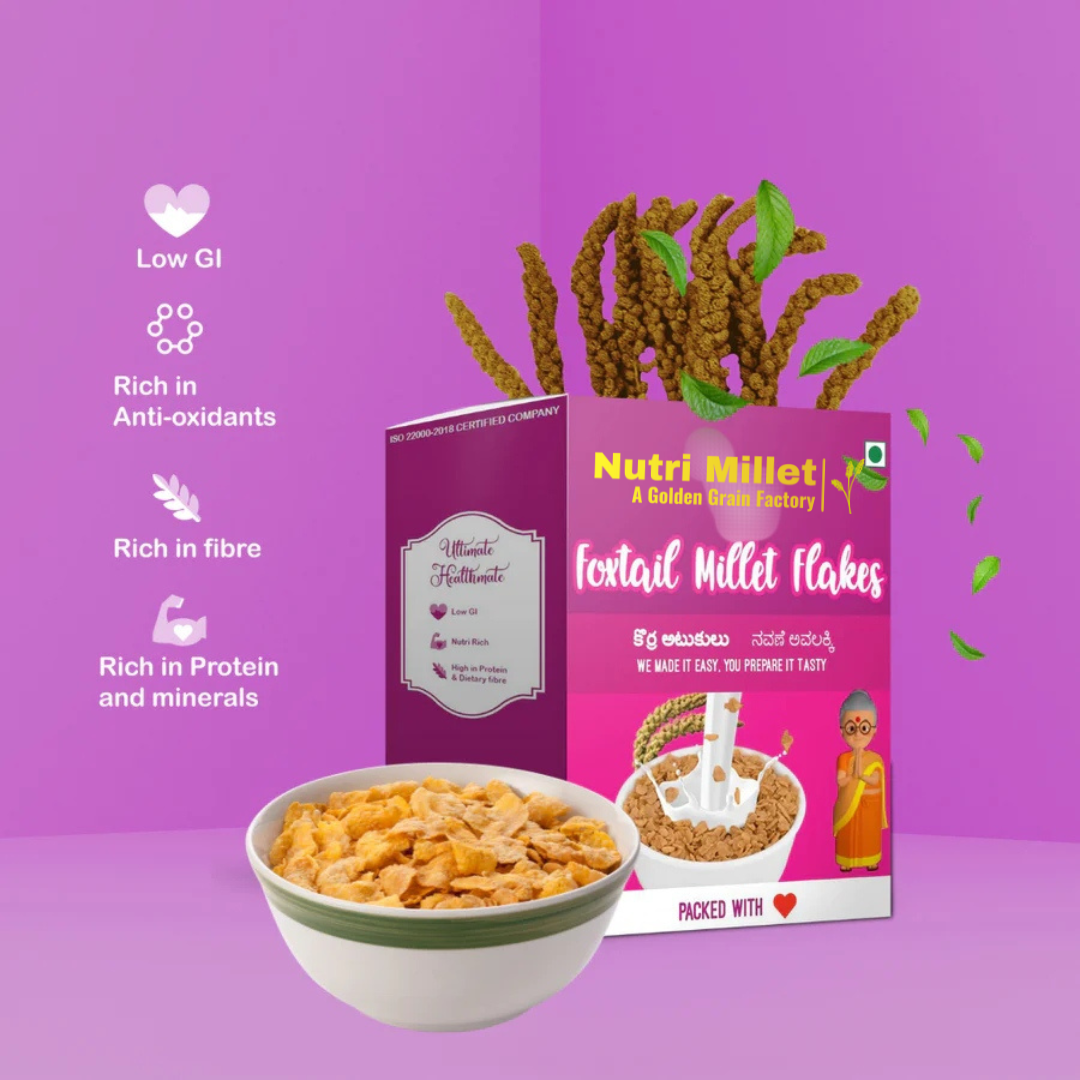 Low GI
Rich in
Anti-oxidants
Rich in fibre
Rich in Protein
and minerals
ISO 22000-2018 CERTIFIED COMPANY
Ultimate
Healthmate
Low GI
Nutri Rich
High in Protein
& Dietary fibre
Nutri Millet
A Golden Grain Factory
Foxtail Millet Flakes
కొర్ర అటుకులు ನವಣೆ ಅವಲಕ್ಕಿ
WE MADE IT EASY, YOU PREPARE IT TASTY
PACKED WITH